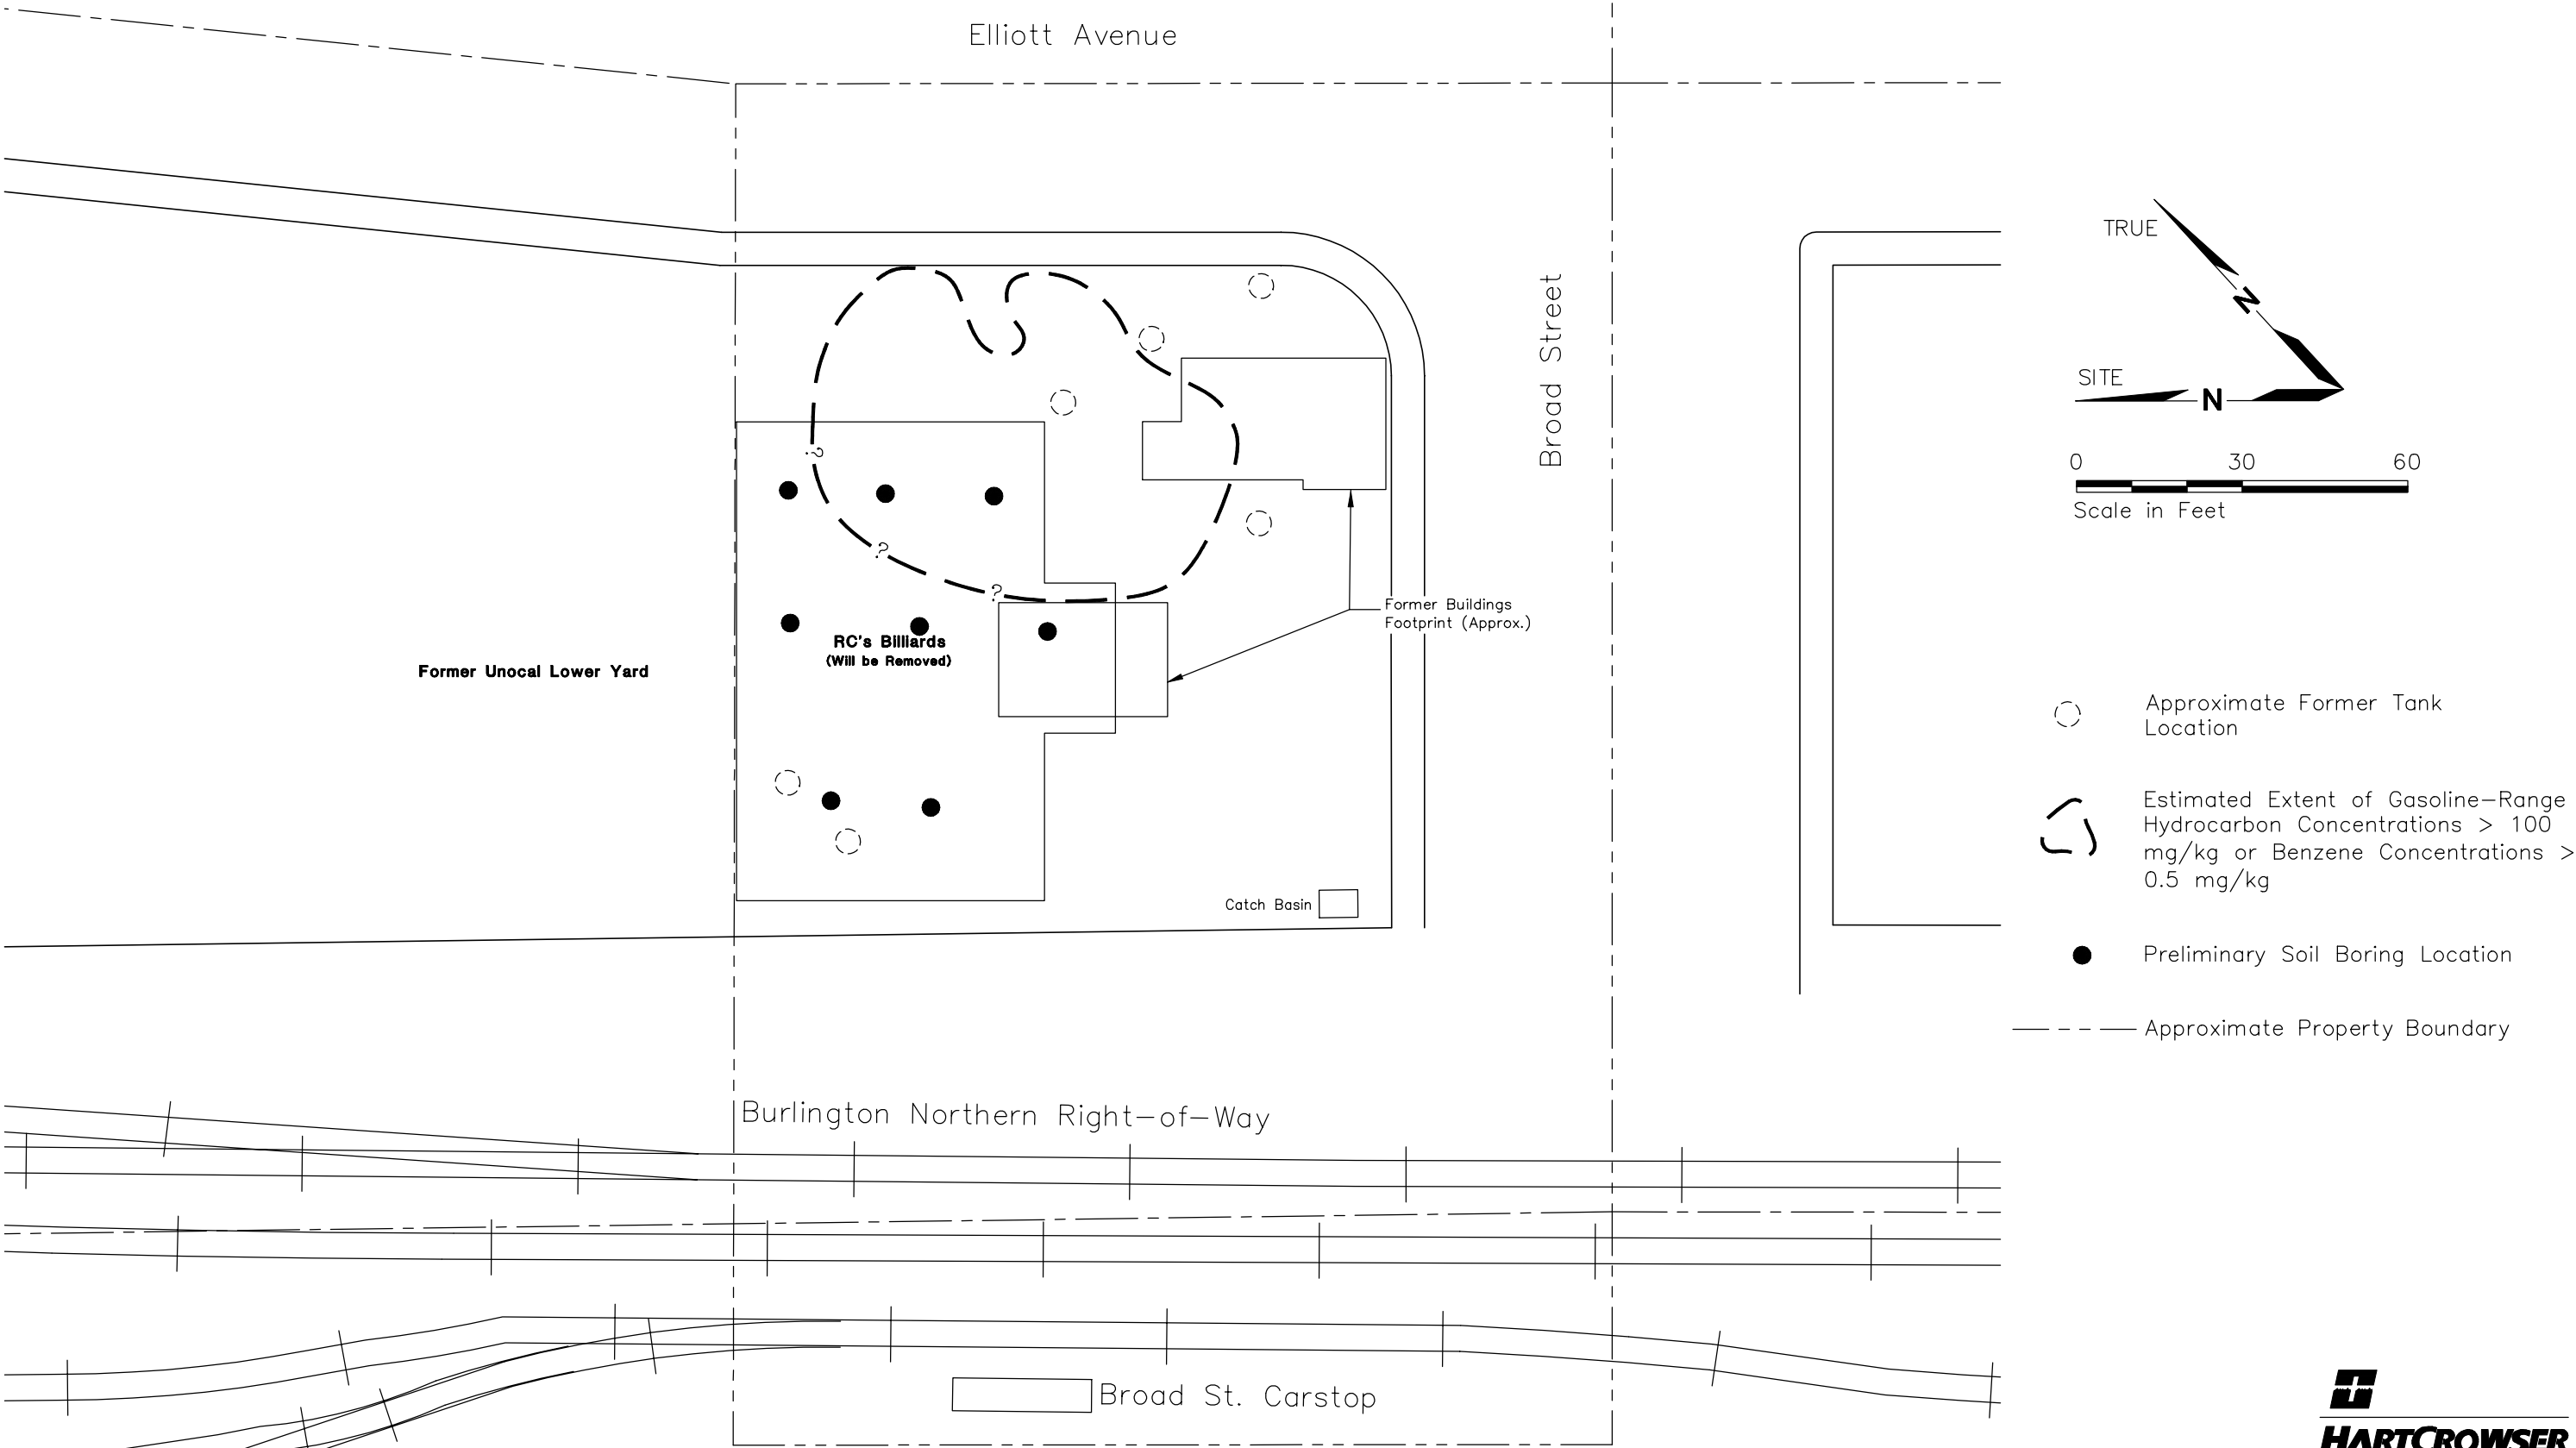 Elliott Avenue
Broad Street
TRUE
N
SITE
N
0 30 60
Scale in Feet
?
?
?
Former Buildings
Footprint (Approx.)
RC's Billiards
(Will be Removed)
Former Unocal Lower Yard
Approximate Former Tank
Location
Estimated Extent of Gasoline-Range
Hydrocarbon Concentrations > 100
mg/kg or Benzene Concentrations >
0.5 mg/kg
Catch Basin
Preliminary Soil Boring Location
Approximate Property Boundary
Burlington Northern Right-of-Way
Broad St. Carstop
HARTCROWSER